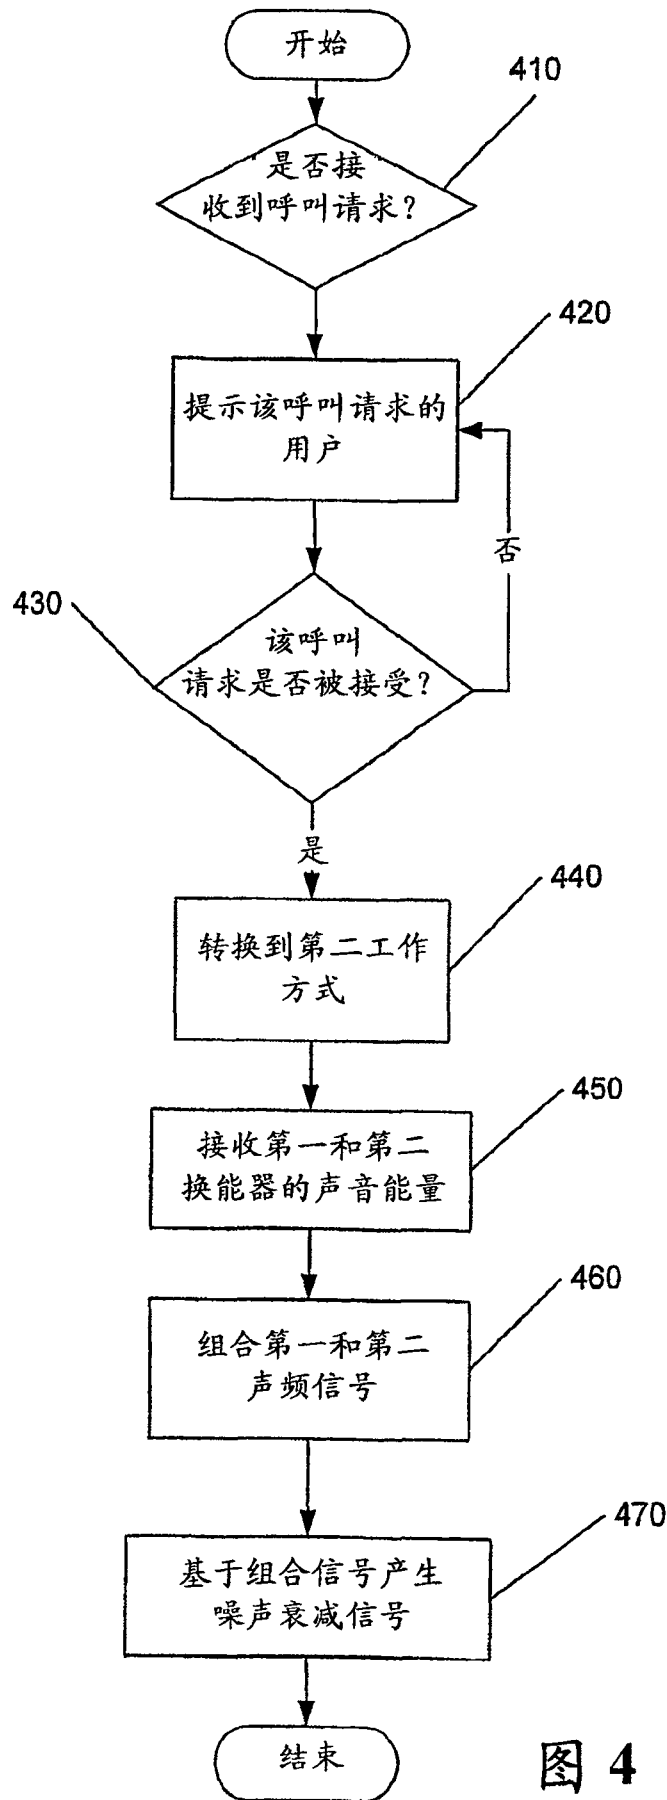 开始
410
是否接
收到呼叫请求？
420
提示该呼叫请求的
用户
否
430
该呼叫
请求是否被接受？
是
440
转换到第二工作
方式
450
接收第一和第二
换能器的声音能量
460
组合第一和第二
声频信号
470
基于组合信号产生
噪声衰减信号
结束
图 4